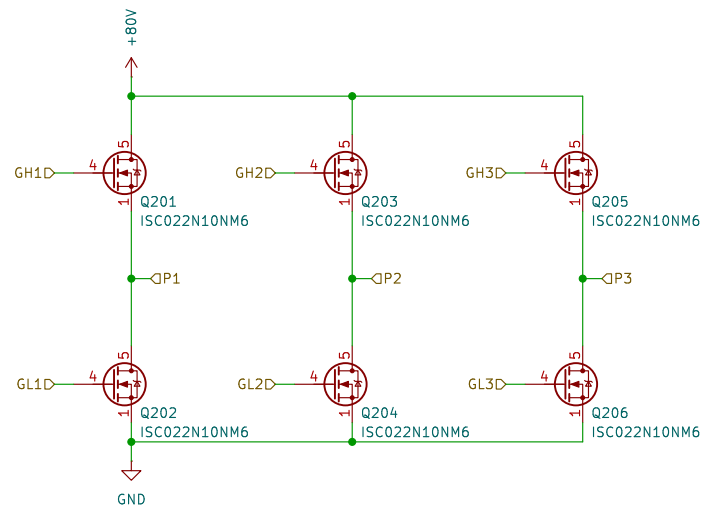 +80V
5
5
5
GH1
4
GH2
4
GH3
4
1
Q201
1
Q203
1
Q205
ISC022N10NM6
ISC022N10NM6
ISC022N10NM6
P1
P2
P3
5
5
5
GL1
4
GL2
4
GL3
4
1
Q202
1
Q204
1
Q206
ISC022N10NM6
ISC022N10NM6
ISC022N10NM6
GND